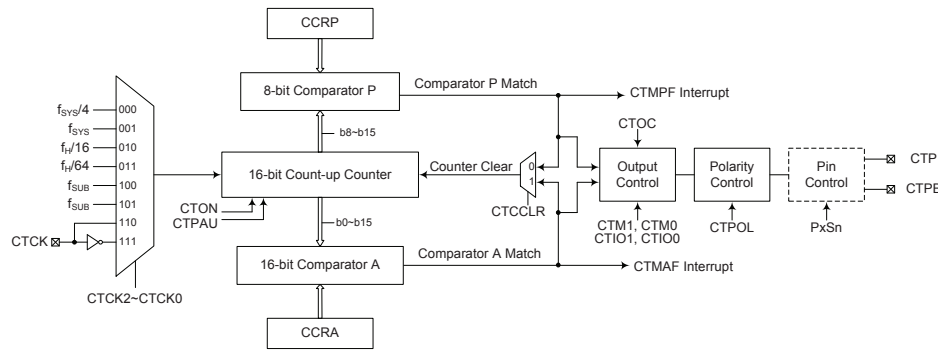 CCRP
8-bit Comparator P
Comparator P Match
CTMPF Interrupt
b8~b15
fSYS/4
000
fSYS
001
fH/16
010
fH/64
011
fSUB
100
fSUB
101
110
CTCK
111
CTCK2~CTCK0
16-bit Count-up Counter
CTON
CTPAU
b0~b15
Counter Clear
0
1
CTCCLR
CTOC
Output
Control
CTM1, CTM0
CTIO1, CTIO0
Polarity
Control
CTPOL
Pin
Control
PxSn
CTP
CTPB
16-bit Comparator A
Comparator A Match
CTMAF Interrupt
CCRA